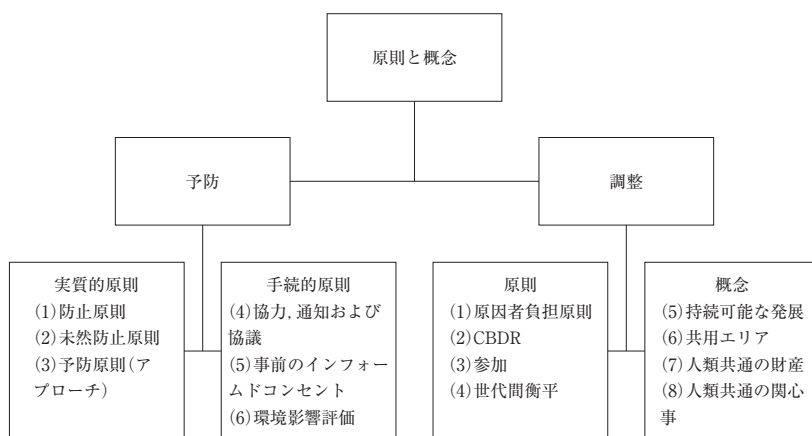 原則と概念
予防
調整
実質的原則
(1)防止原則
(2)未然防止原則
(3)予防原則(ア
プローチ)
手続的原則
(4)協力,通知および
協議
(5)事前のインフォー
ムドコンセント
(6)環境影響評価
原則
(1)原因者負担原則
(2)CBDR
(3)参加
(4)世代間衡平
概念
(5)持続可能な発展
(6)共用エリア
(7)人類共通の財産
(8)人類共通の関心
事